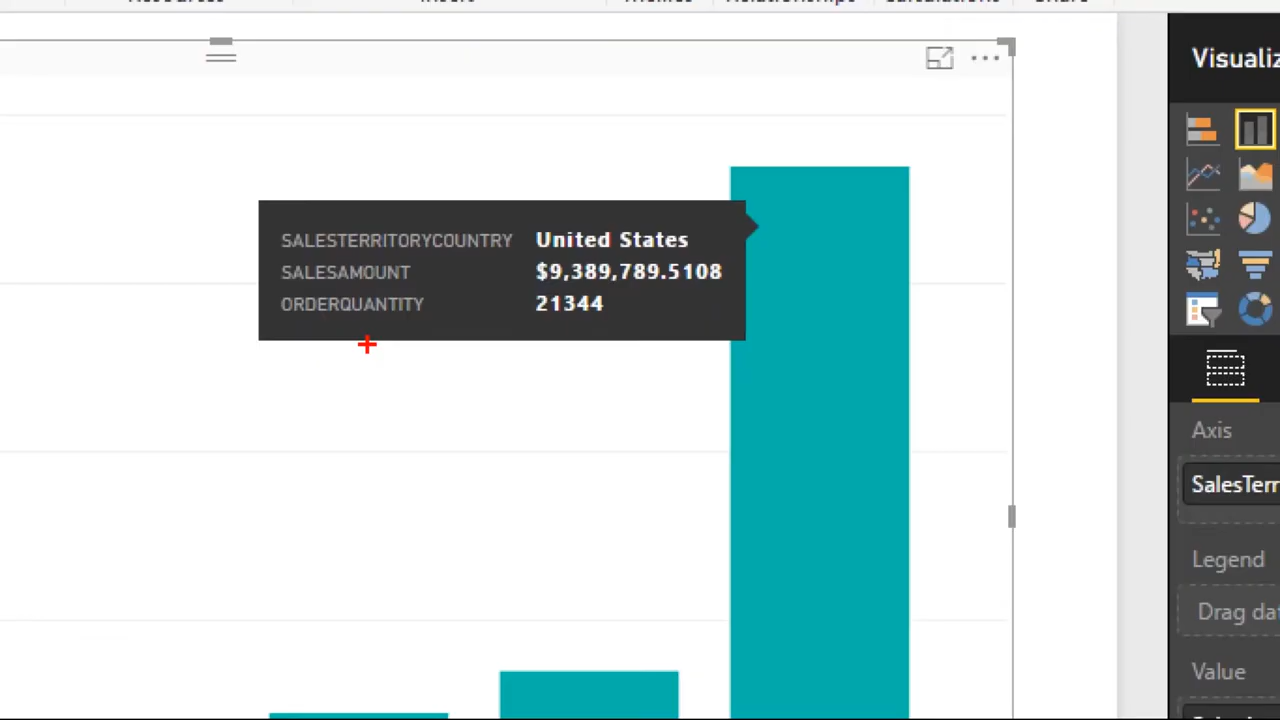 Visualiz
SALESTERRITORYCOUNTRY United States
SALESAMOUNT $9,389,789.5108
ORDERQUANTITY 21344
Axis
SalesTerr
Legend
Drag dat
Value